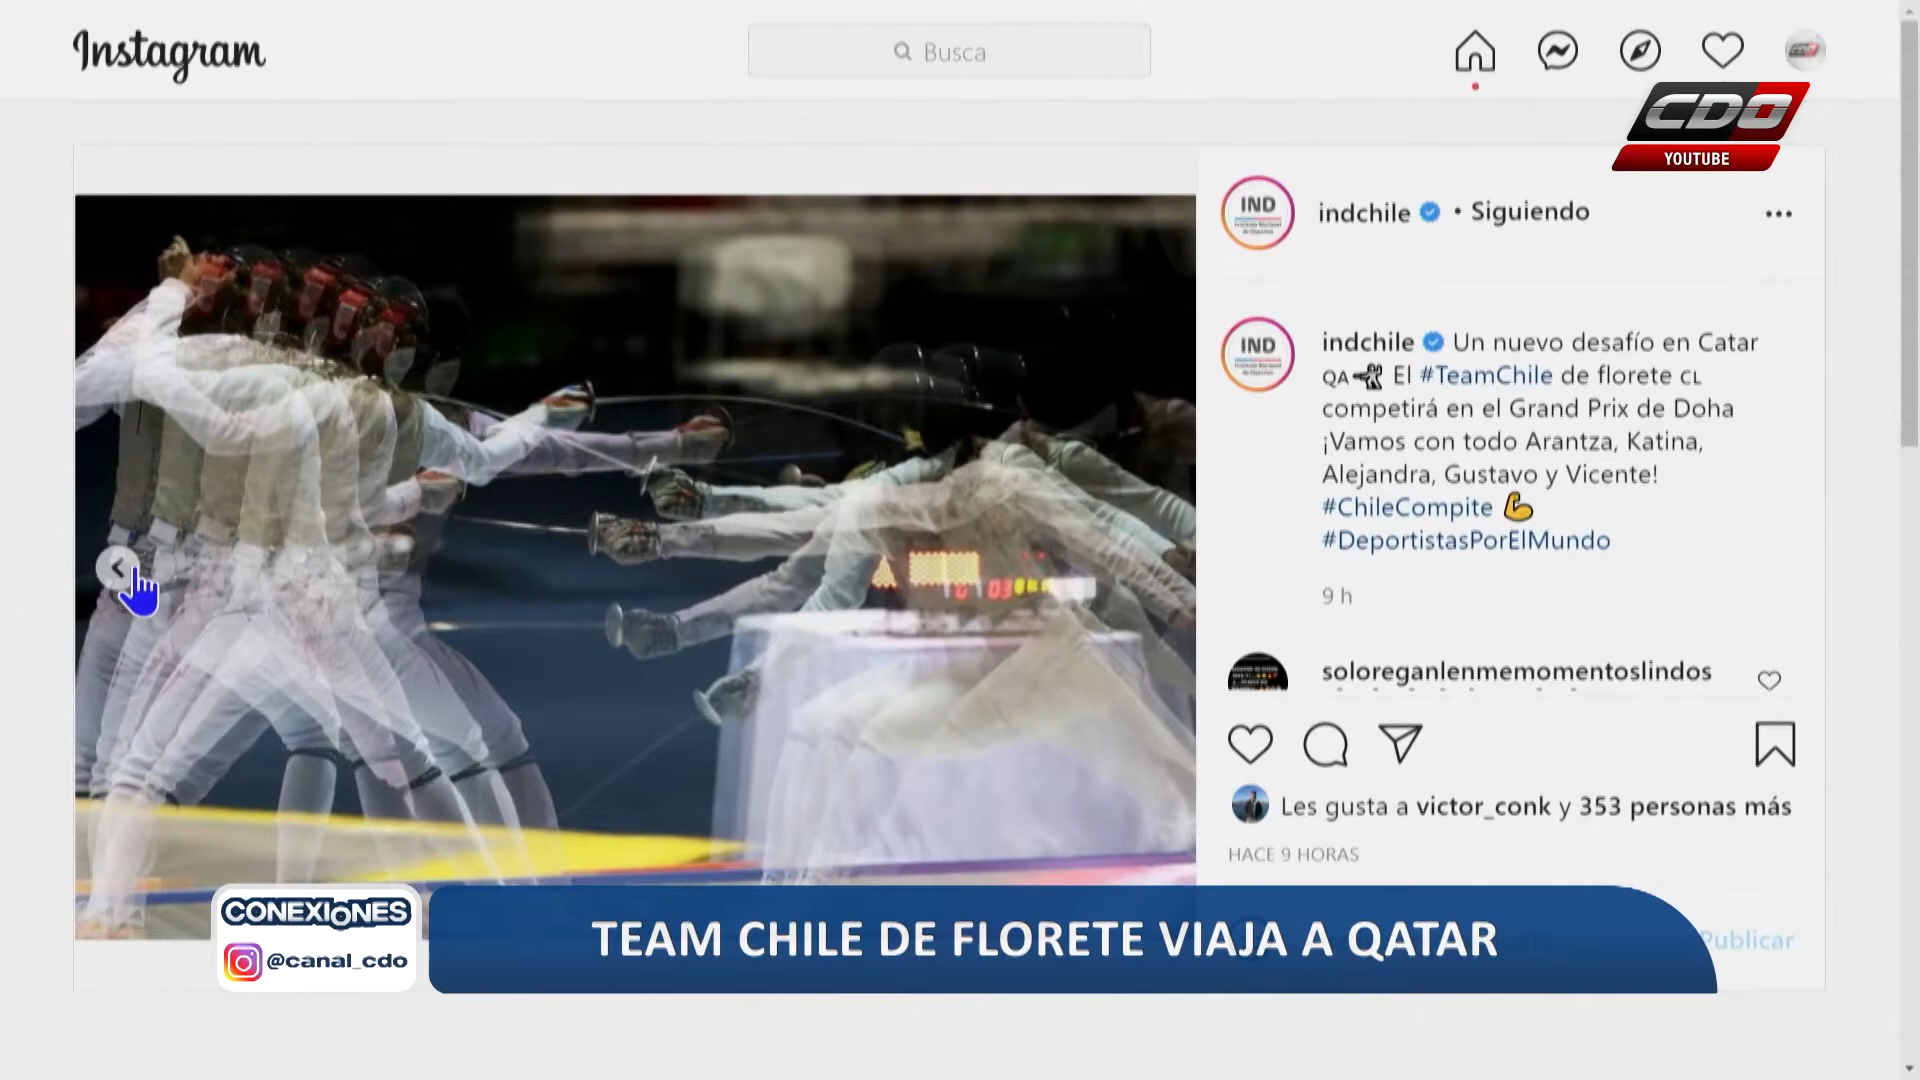 Instagram
Busca
CDO
YOUTUBE
IND
indchile • Siguiendo
IND
indchile Un nuevo desafío en Catar
QA El #TeamChile de florete CL
competirá en el Grand Prix de Doha
¡Vamos con todo Arantza, Katina,
Alejandra, Gustavo y Vicente!
#ChileCompite
#DeportistasPorElMundo
9 h
soloreganlenmemomentoslindos
Les gusta a victor_conk y 353 personas más
HACE 9 HORAS
Publicar
CONEXIONES
@canal_cdo
TEAM CHILE DE FLORETE VIAJA A QATAR